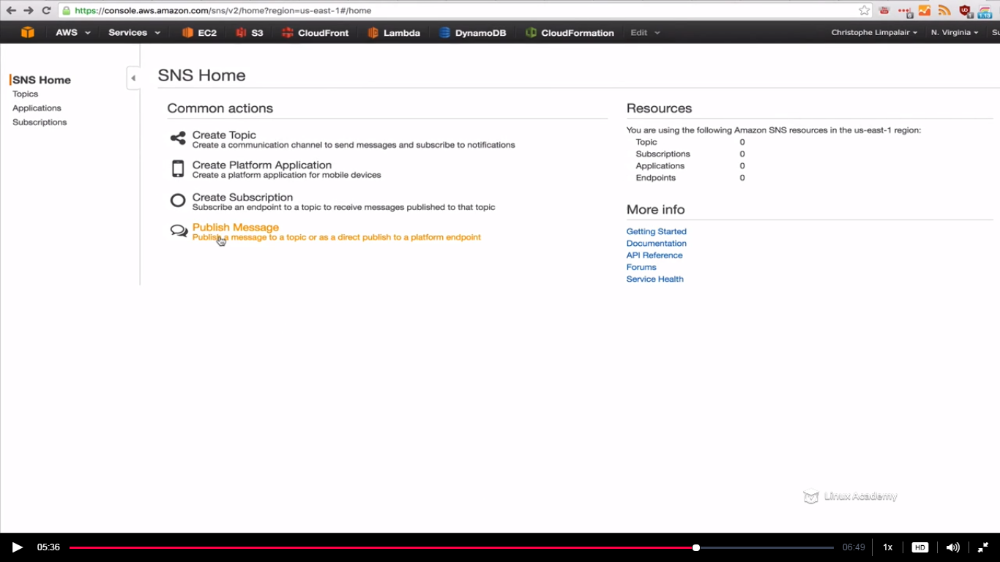 https://console.aws.amazon.com/sns/v2/home?region=us-east-1#/home
6
UD
1
1.13
AWS Services EC2 S3 CloudFront Lambda DynamoDB CloudFormation Edit Christophe Limpalair N. Virginia Su
SNS Home
Topics
Applications
Subscriptions
SNS Home
Common actions
Create Topic
Create a communication channel to send messages and subscribe to notifications
Create Platform Application
Create a platform application for mobile devices
Create Subscription
Subscribe an endpoint to a topic to receive messages published to that topic
Publish Message
Publish a message to a topic or as a direct publish to a platform endpoint
Resources
You are using the following Amazon SNS resources in the us-east-1 region:
Topic 0
Subscriptions 0
Applications 0
Endpoints 0
More info
Getting Started
Documentation
API Reference
Forums
Service Health
Linux Academy
05:36 06:49 1x HD